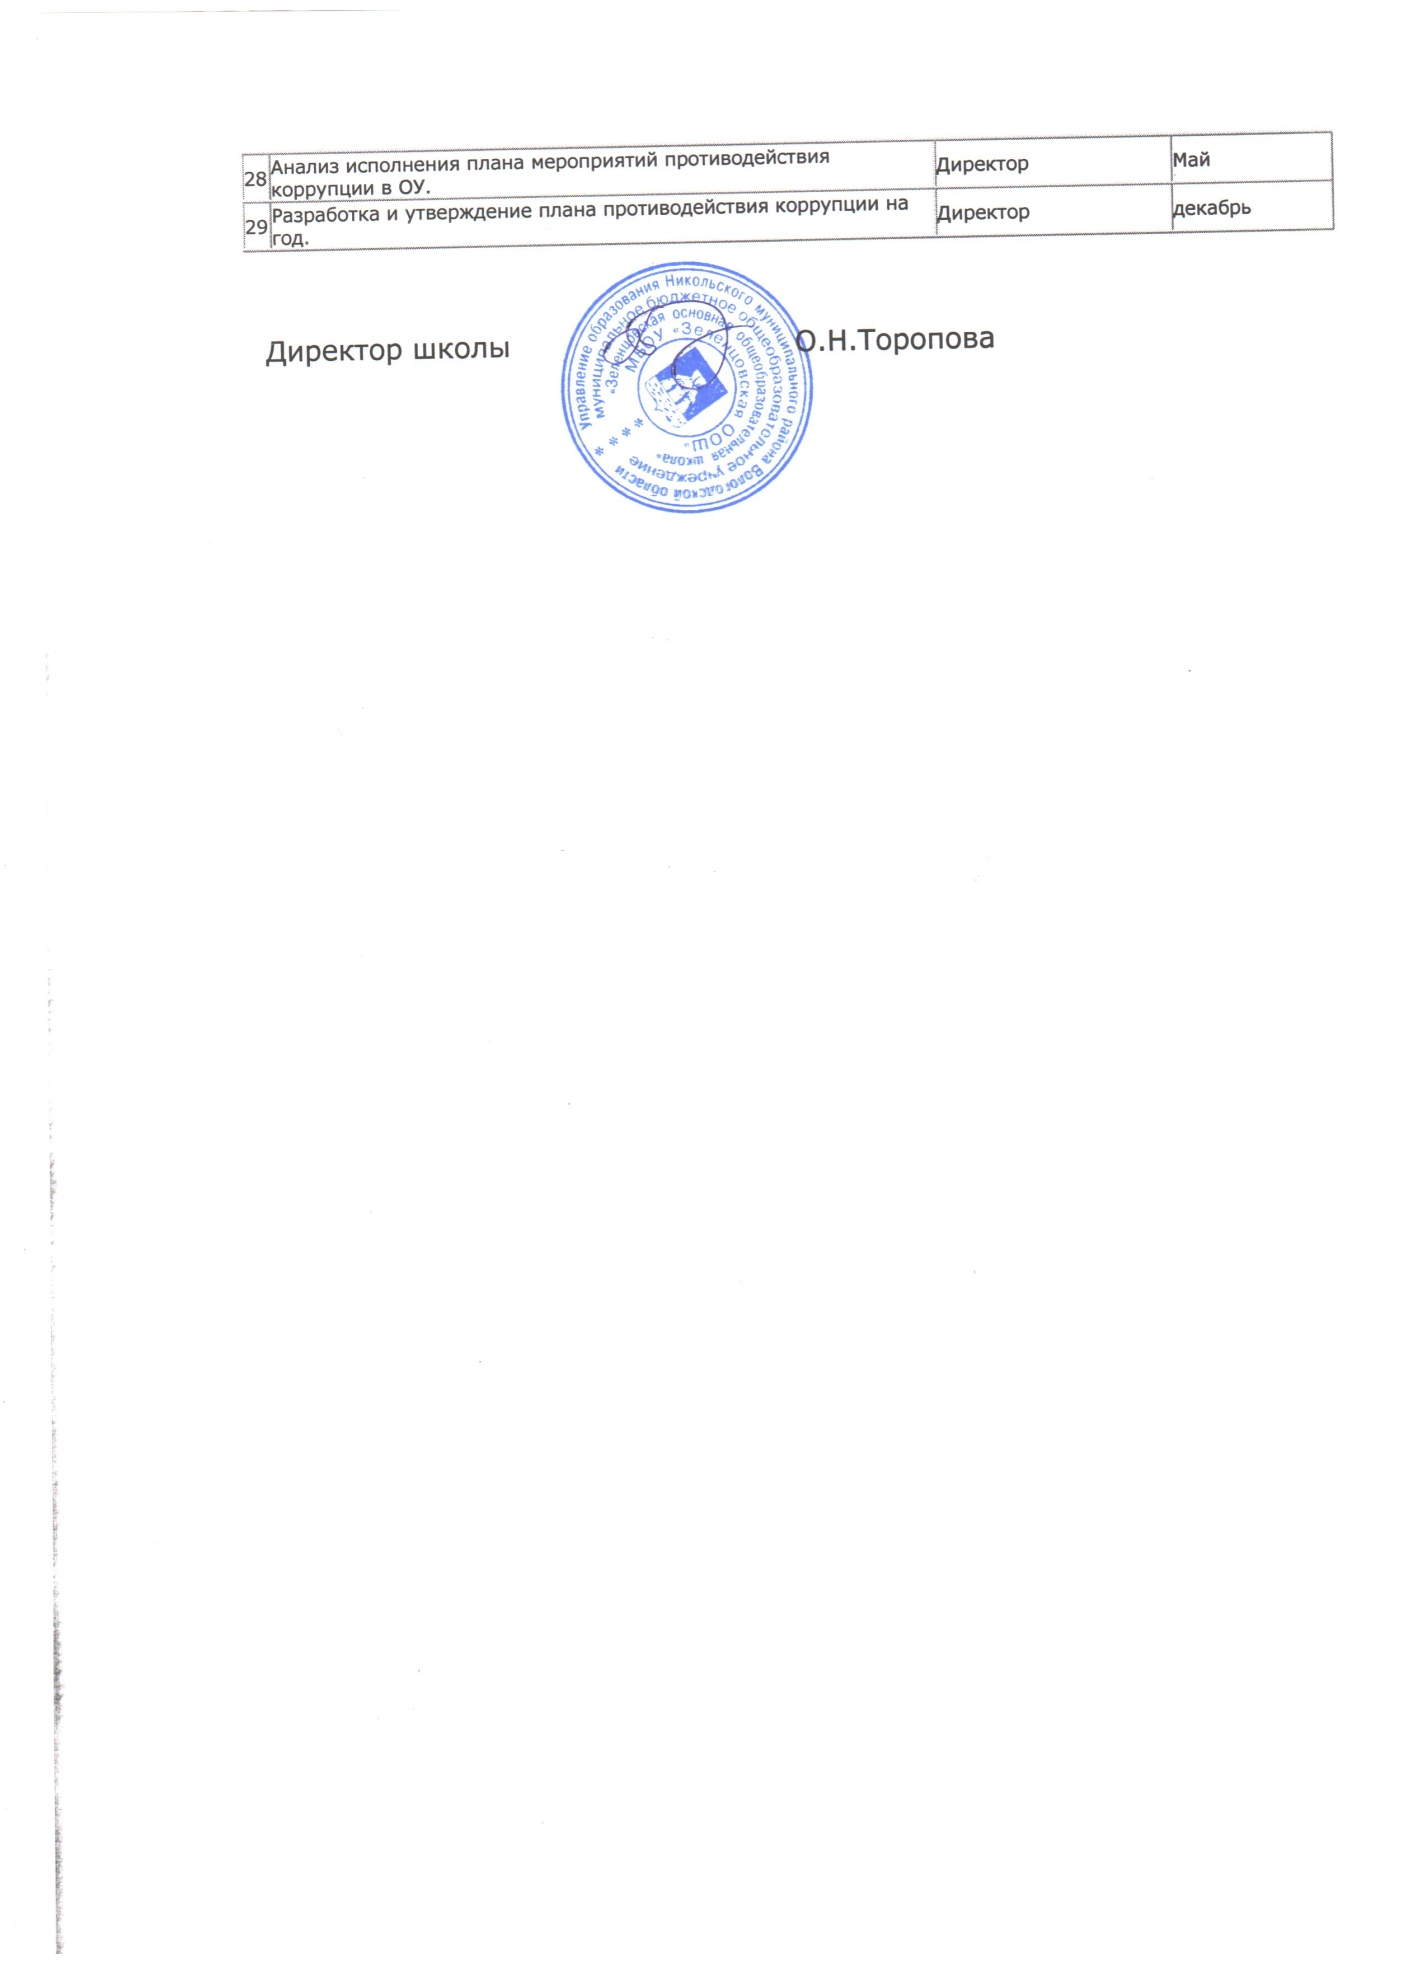 28 Анализ исполнения плана мероприятий противодействия Директор Май
коррупции в ОУ.
29 Разработка и утверждение плана противодействия коррупции на Директор декабрь
год.
Директор школы О.Н.Торопова
* Управление образования Никольского муниципального района Вологодской области
муниципальное бюджетное общеобразовательное учреждение *
«Зеленцовская основная общеобразовательная школа» *
МБОУ «Зеленцовская ООШ» *